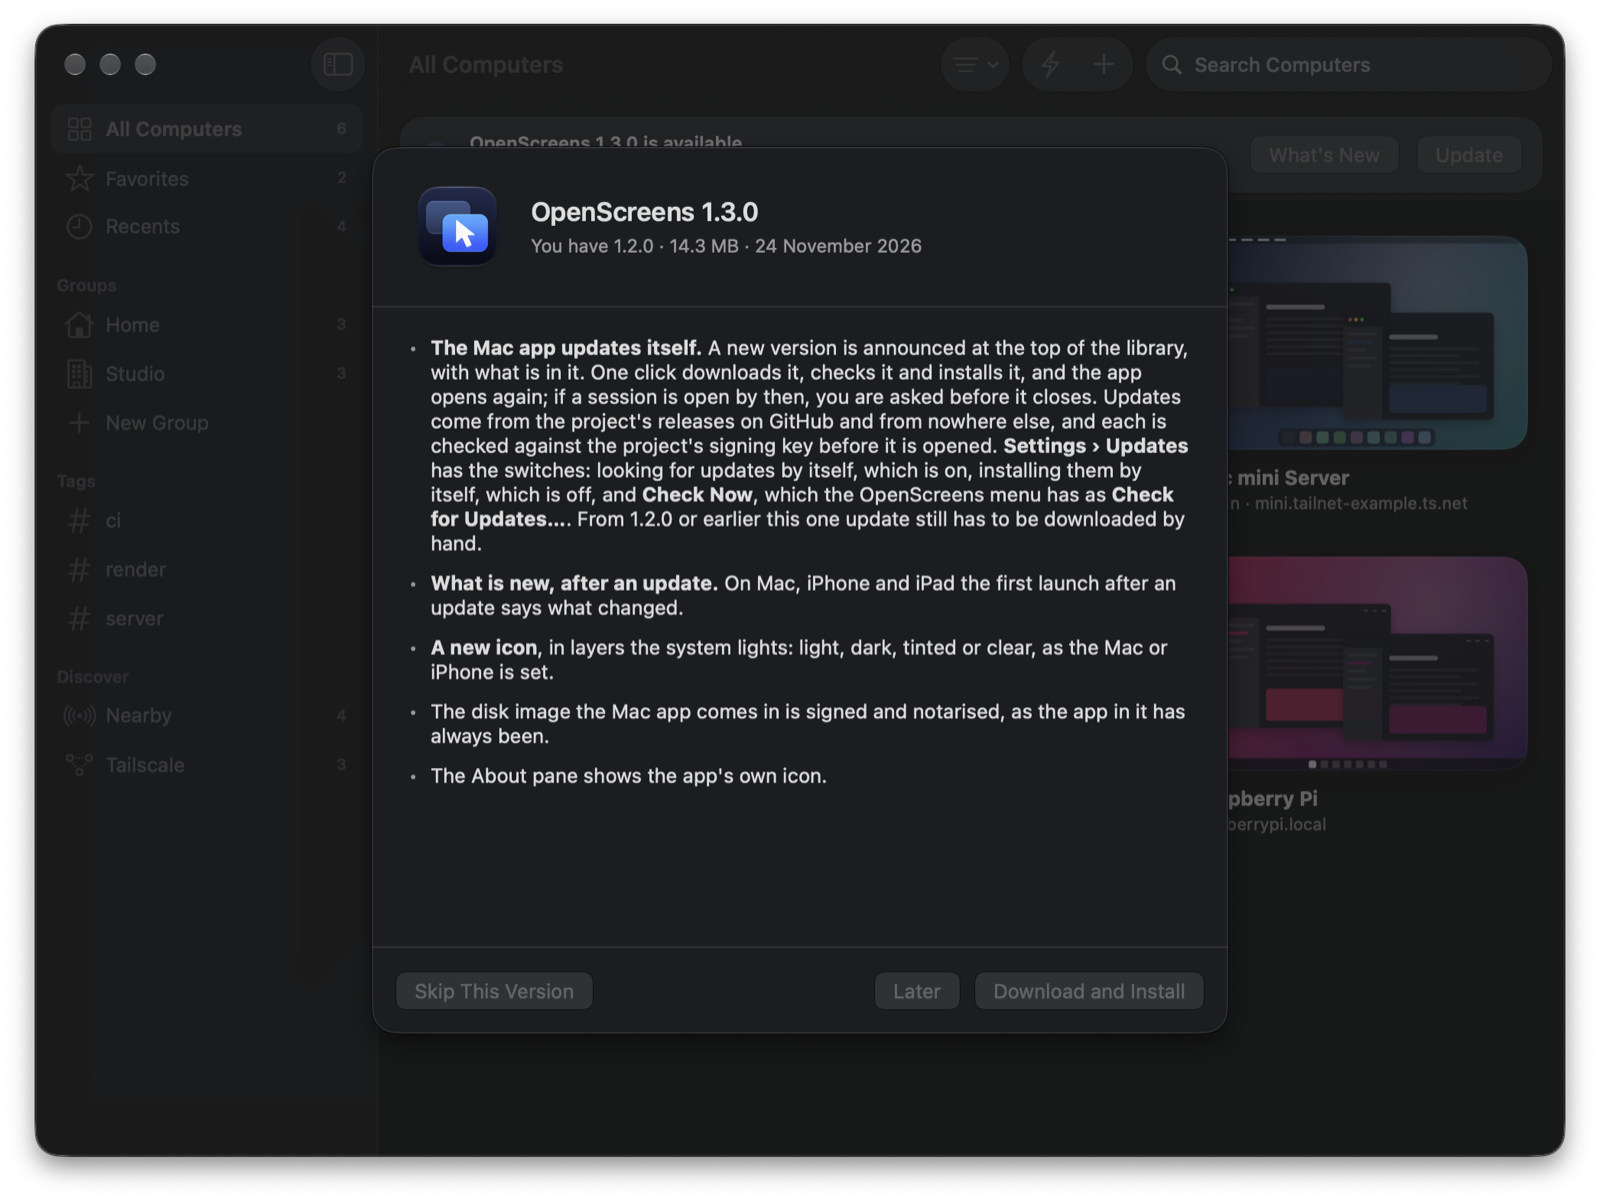 All Computers
Search Computers
All Computers 6
Favorites 2
Recents 4
Groups
Home 3
Studio 3
New Group
Tags
# ci
# render
# server
Discover
Nearby 4
Tailscale 3
OpenScreens 1.3.0 is available
What's New
Update
OpenScreens 1.3.0
You have 1.2.0 · 14.3 MB · 24 November 2026
• The Mac app updates itself. A new version is announced at the top of the library,
with what is in it. One click downloads it, checks it and installs it, and the app
opens again; if a session is open by then, you are asked before it closes. Updates
come from the project's releases on GitHub and from nowhere else, and each is
checked against the project's signing key before it is opened. Settings › Updates
has the switches: looking for updates by itself, which is on, installing them by
itself, which is off, and Check Now, which the OpenScreens menu has as Check
for Updates…. From 1.2.0 or earlier this one update still has to be downloaded by
hand.
• What is new, after an update. On Mac, iPhone and iPad the first launch after an
update says what changed.
• A new icon, in layers the system lights: light, dark, tinted or clear, as the Mac or
iPhone is set.
• The disk image the Mac app comes in is signed and notarised, as the app in it has
always been.
• The About pane shows the app's own icon.
Skip This Version
Later
Download and Install
mini Server
· mini.tailnet-example.ts.net
pberry Pi
berrypi.local